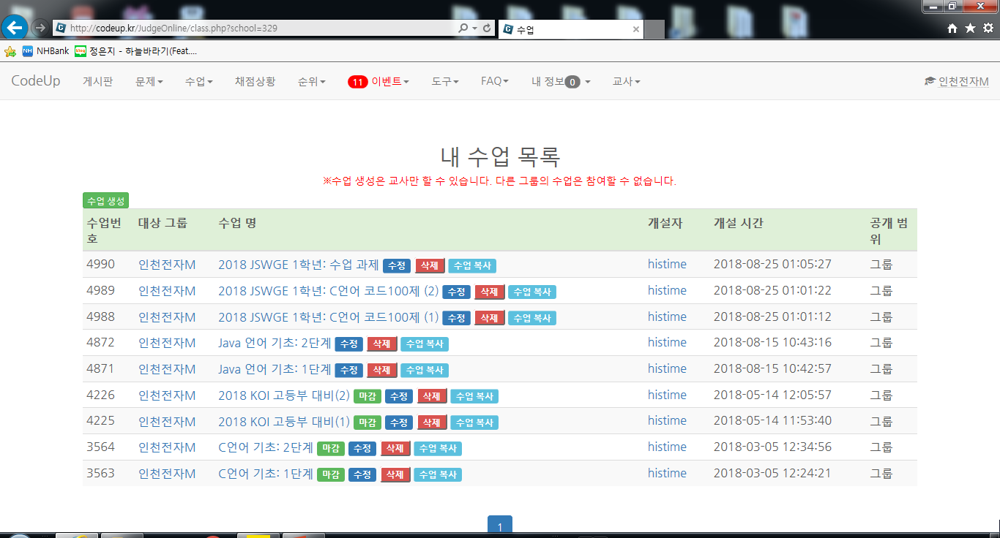 http://codeup.kr/JudgeOnline/class.php?school=329 수업
NHBank 정은지 - 하늘바라기(Feat....
CodeUp 게시판 문제 수업 채점상황 순위 11 이벤트 도구 FAQ 내 정보 0 교사 인천전자M
내 수업 목록
※수업 생성은 교사만 할 수 있습니다. 다른 그룹의 수업은 참여할 수 없습니다.
수업 생성
수업번호 대상 그룹 수업 명 개설자 개설 시간 공개 범위
4990 인천전자M 2018 JSWGE 1학년: 수업 과제 수정 삭제 수업 복사 histime 2018-08-25 01:05:27 그룹
4989 인천전자M 2018 JSWGE 1학년: C언어 코드100제 (2) 수정 삭제 수업 복사 histime 2018-08-25 01:01:22 그룹
4988 인천전자M 2018 JSWGE 1학년: C언어 코드100제 (1) 수정 삭제 수업 복사 histime 2018-08-25 01:01:12 그룹
4872 인천전자M Java 언어 기초: 2단계 수정 삭제 수업 복사 histime 2018-08-15 10:43:16 그룹
4871 인천전자M Java 언어 기초: 1단계 수정 삭제 수업 복사 histime 2018-08-15 10:42:57 그룹
4226 인천전자M 2018 KOI 고등부 대비(2) 마감 수정 삭제 수업 복사 histime 2018-05-14 12:05:57 그룹
4225 인천전자M 2018 KOI 고등부 대비(1) 마감 수정 삭제 수업 복사 histime 2018-05-14 11:53:40 그룹
3564 인천전자M C언어 기초: 2단계 마감 수정 삭제 수업 복사 histime 2018-03-05 12:34:56 그룹
3563 인천전자M C언어 기초: 1단계 마감 수정 삭제 수업 복사 histime 2018-03-05 12:24:21 그룹
1